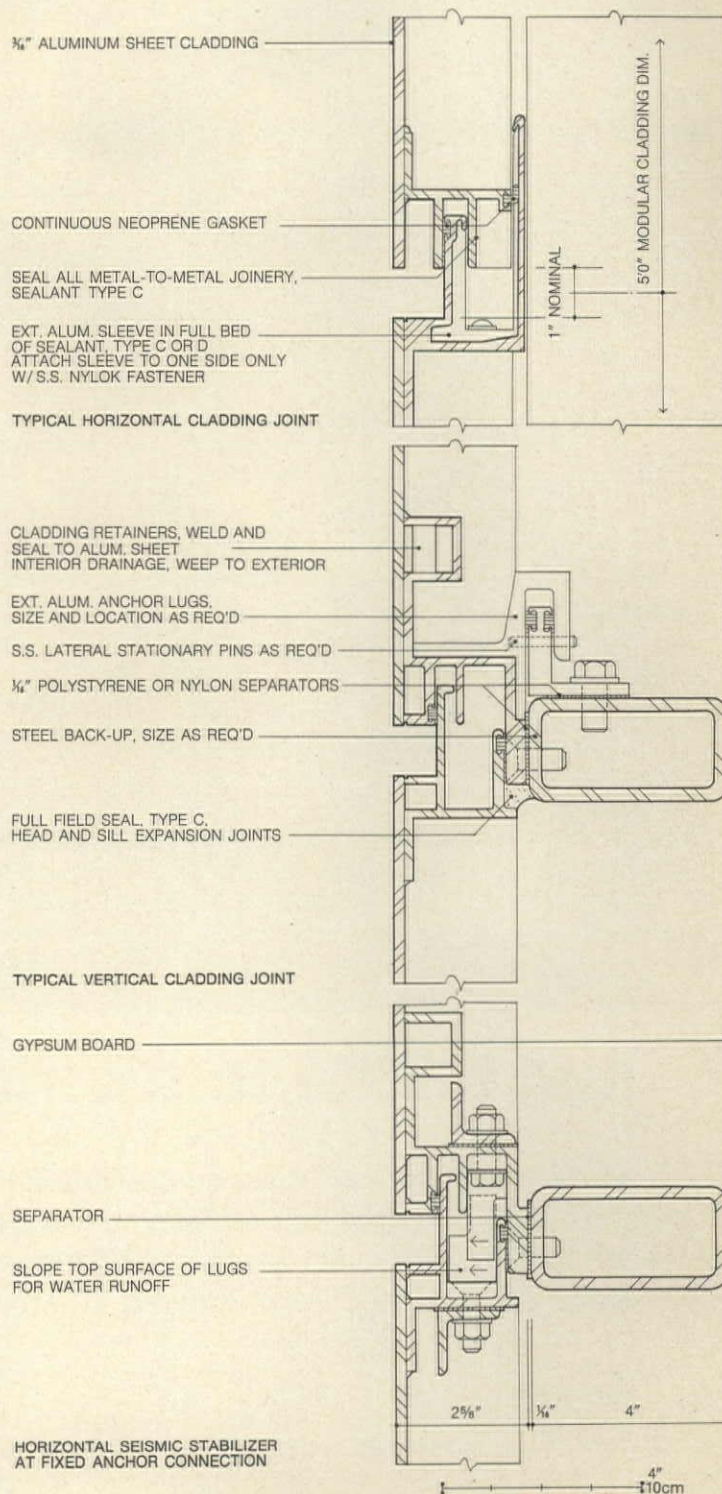 3/16" ALUMINUM SHEET CLADDING
5'0" MODULAR CLADDING DIM.
CONTINUOUS NEOPRENE GASKET
SEAL ALL METAL-TO-METAL JOINERY,
SEALANT TYPE C
1" NOMINAL
EXT. ALUM. SLEEVE IN FULL BED
OF SEALANT, TYPE C OR D
ATTACH SLEEVE TO ONE SIDE ONLY
W/ S.S. NYLOK FASTENER
TYPICAL HORIZONTAL CLADDING JOINT
CLADDING RETAINERS, WELD AND
SEAL TO ALUM. SHEET
INTERIOR DRAINAGE, WEEP TO EXTERIOR
EXT. ALUM. ANCHOR LUGS,
SIZE AND LOCATION AS REQ'D
S.S. LATERAL STATIONARY PINS AS REQ'D
1/16" POLYSTYRENE OR NYLON SEPARATORS
STEEL BACK-UP, SIZE AS REQ'D
FULL FIELD SEAL, TYPE C,
HEAD AND SILL EXPANSION JOINTS
TYPICAL VERTICAL CLADDING JOINT
GYPSUM BOARD
SEPARATOR
SLOPE TOP SURFACE OF LUGS
FOR WATER RUNOFF
2 5/8" 1/16" 4"
HORIZONTAL SEISMIC STABILIZER
AT FIXED ANCHOR CONNECTION
4"
10cm